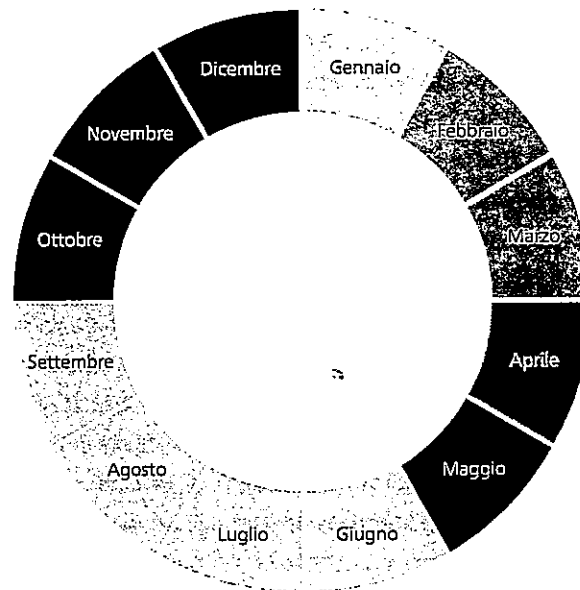 Gennaio
Febbraio
Marzo
Aprile
Maggio
Giugno
Luglio
Agosto
Settembre
Ottobre
Novembre
Dicembre